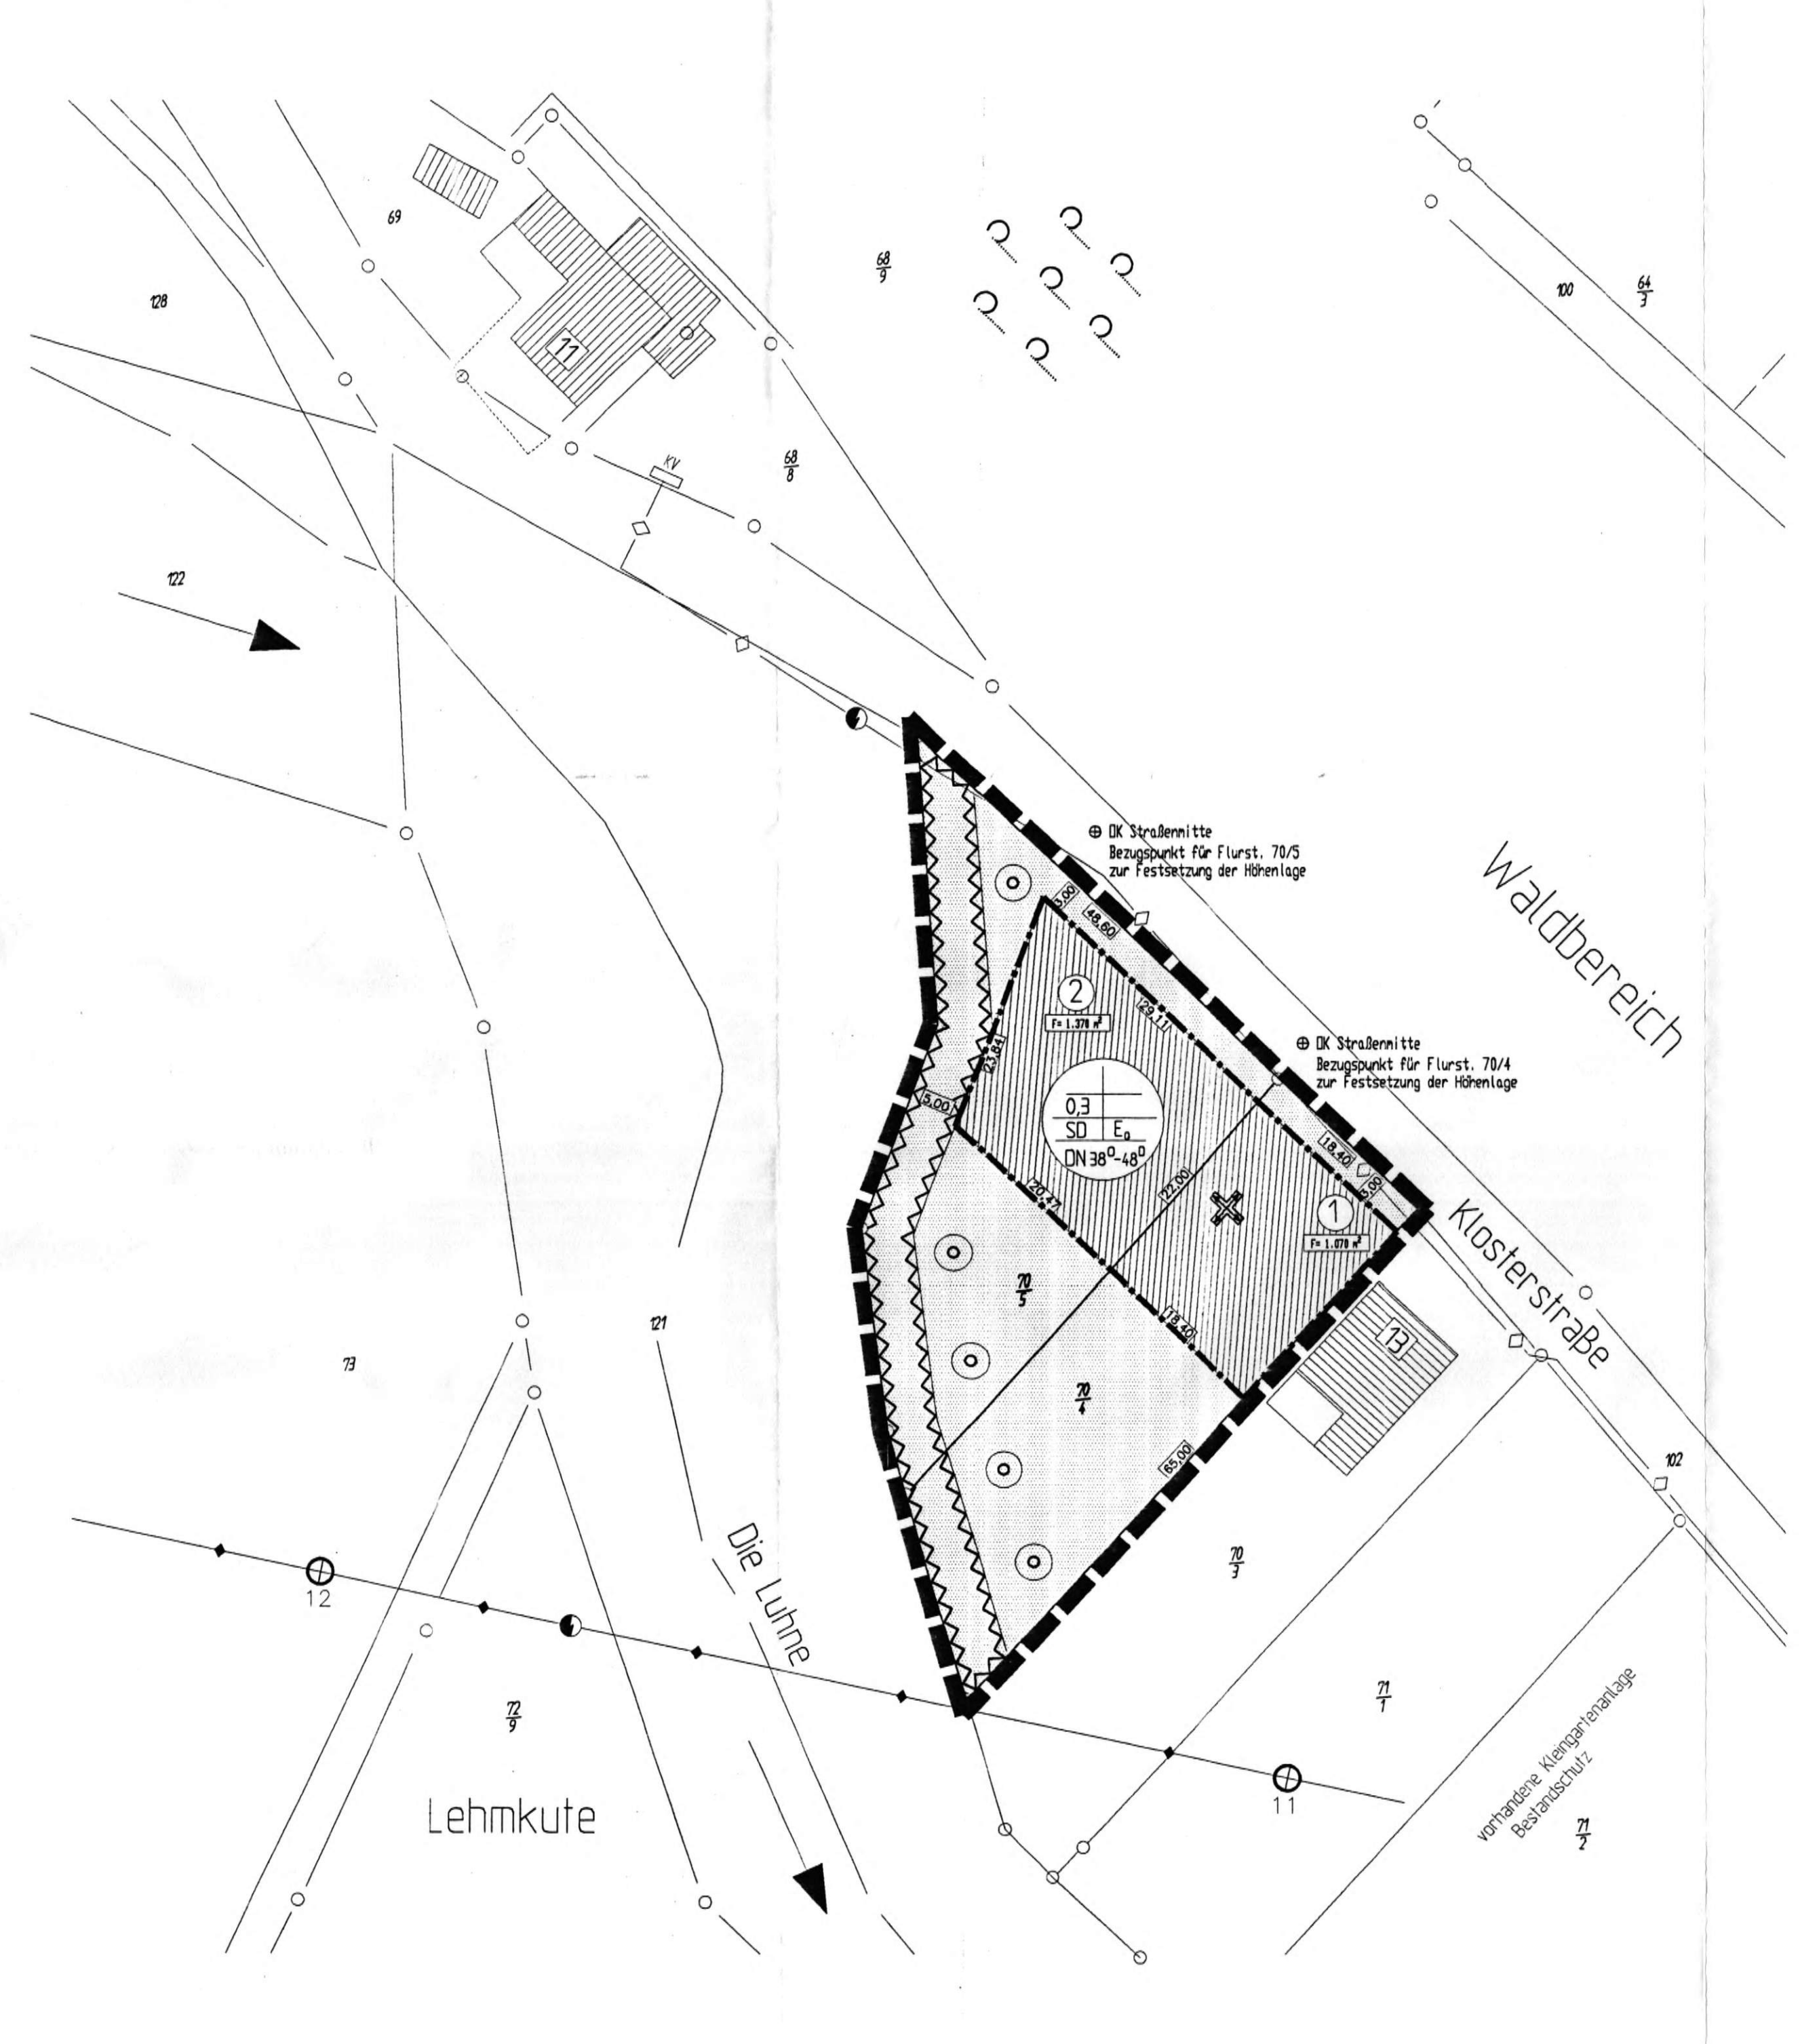 69
68
9
100
64
3
128
11
KV
68
8
122
OK Straßenmitte
Bezugspunkt für Flurst. 70/5
zur Festsetzung der Höhenlage
Waldbereich
3,00
48,60
2
F= 1.370 m²
29,11
23,84
OK Straßenmitte
Bezugspunkt für Flurst. 70/4
zur Festsetzung der Höhenlage
5,00
0,3
SD E₀
DN 38°-48°
18,40
3,00
22,00
20,47
1
F= 1.070 m²
Klosterstraße
70
5
18,40
13
121
73
70
4
65,00
102
Die Luhne
70
3
12
72
9
71
1
11
Lehmkute
vorhandene Kleingartenanlage
Bestandschutz
71
2